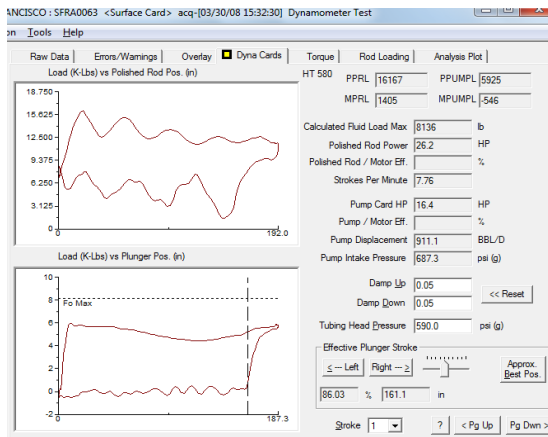 ANCISCO : SFRA0063 <Surface Card> acq-[03/30/08 15:32:30] Dynamometer Test
on Tools Help
Raw Data Errors/Warnings Overlay Dyna Cards Torque Rod Loading Analysis Plot
Load (K-Lbs) vs Polished Rod Pos. (in)
18.750
15.625
12.500
9.375
6.250
3.125
0
0 192.0
Load (K-Lbs) vs Plunger Pos. (in)
10
8
Fo Max
6
4
2
0
-2
0 187.3
HT 580 PPRL 16167 PPUMPL 5925
MPRL 1405 MPUMPL -546
Calculated Fluid Load Max 8136 lb
Polished Rod Power 26.2 HP
Polished Rod / Motor Eff. %
Strokes Per Minute 7.76
Pump Card HP 16.4 HP
Pump / Motor Eff. %
Pump Displacement 911.1 BBL/D
Pump Intake Pressure 687.3 psi (g)
Damp Up 0.05
Damp Down 0.05
<< Reset
Tubing Head Pressure 590.0 psi (g)
Effective Plunger Stroke
< --- Left Right --- > Approx.
Best Pos.
86.03 % 161.1 in
Stroke 1 ? < Pg Up Pg Dwn >